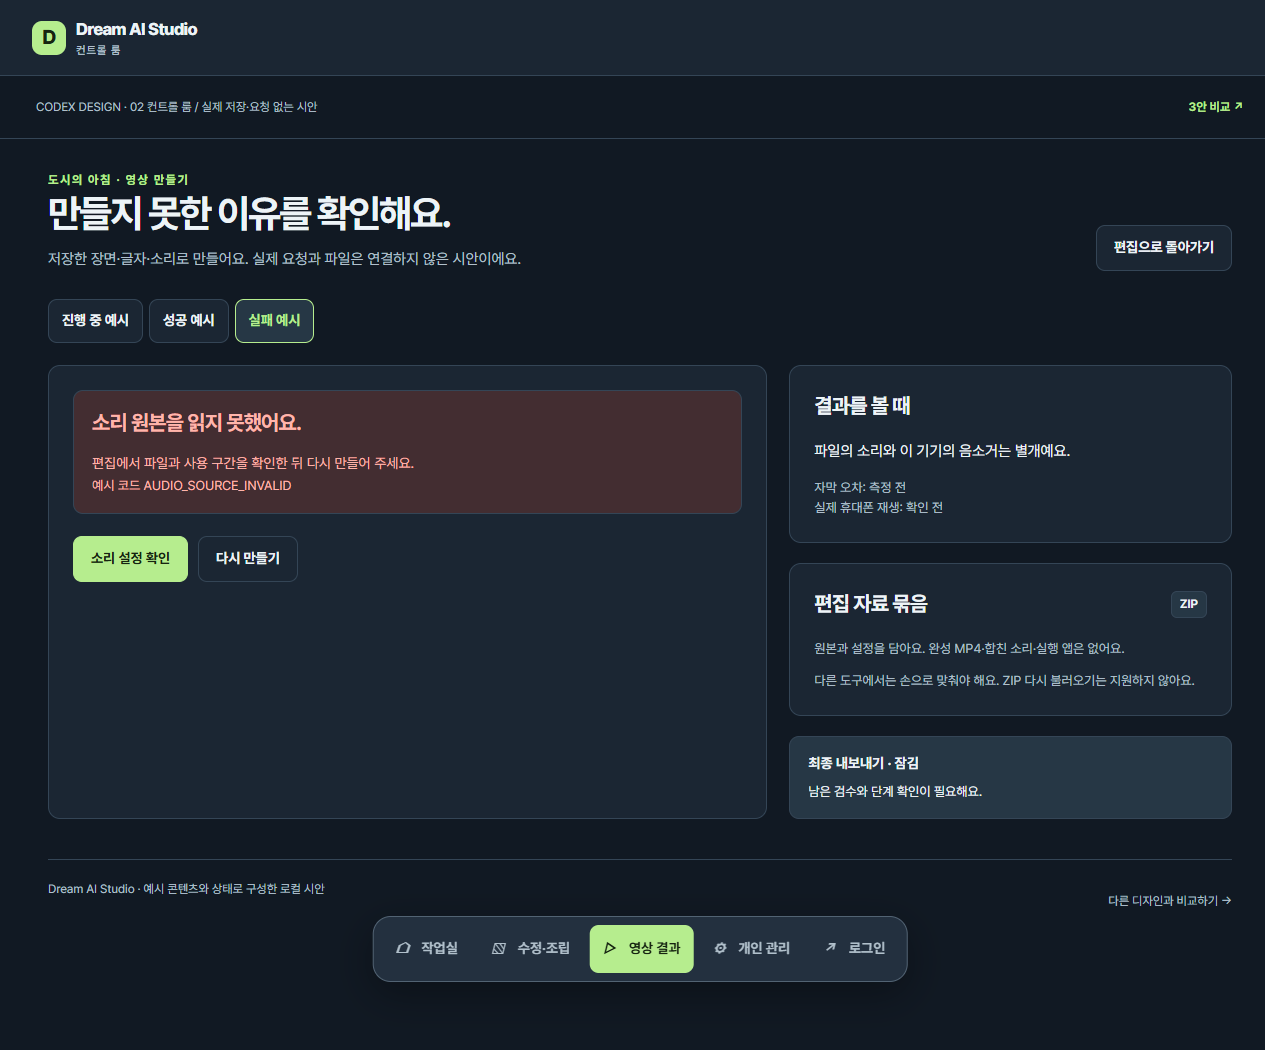 D
Dream AI Studio
컨트롤 룸
CODEX DESIGN · 02 컨트롤 룸 / 실제 저장·요청 없는 시안
3안 비교 ↗
도시의 아침 · 영상 만들기
만들지 못한 이유를 확인해요.
저장한 장면·글자·소리로 만들어요. 실제 요청과 파일은 연결하지 않은 시안이에요.
편집으로 돌아가기
진행 중 예시
성공 예시
실패 예시
소리 원본을 읽지 못했어요.
편집에서 파일과 사용 구간을 확인한 뒤 다시 만들어 주세요.
예시 코드 AUDIO_SOURCE_INVALID
소리 설정 확인
다시 만들기
결과를 볼 때
파일의 소리와 이 기기의 음소거는 별개예요.
자막 오차: 측정 전
실제 휴대폰 재생: 확인 전
편집 자료 묶음
ZIP
원본과 설정을 담아요. 완성 MP4·합친 소리·실행 앱은 없어요.
다른 도구에서는 손으로 맞춰야 해요. ZIP 다시 불러오기는 지원하지 않아요.
최종 내보내기 · 잠김
남은 검수와 단계 확인이 필요해요.
Dream AI Studio · 예시 콘텐츠와 상태로 구성한 로컬 시안
다른 디자인과 비교하기 →
작업실
수정·조립
영상 결과
개인 관리
로그인